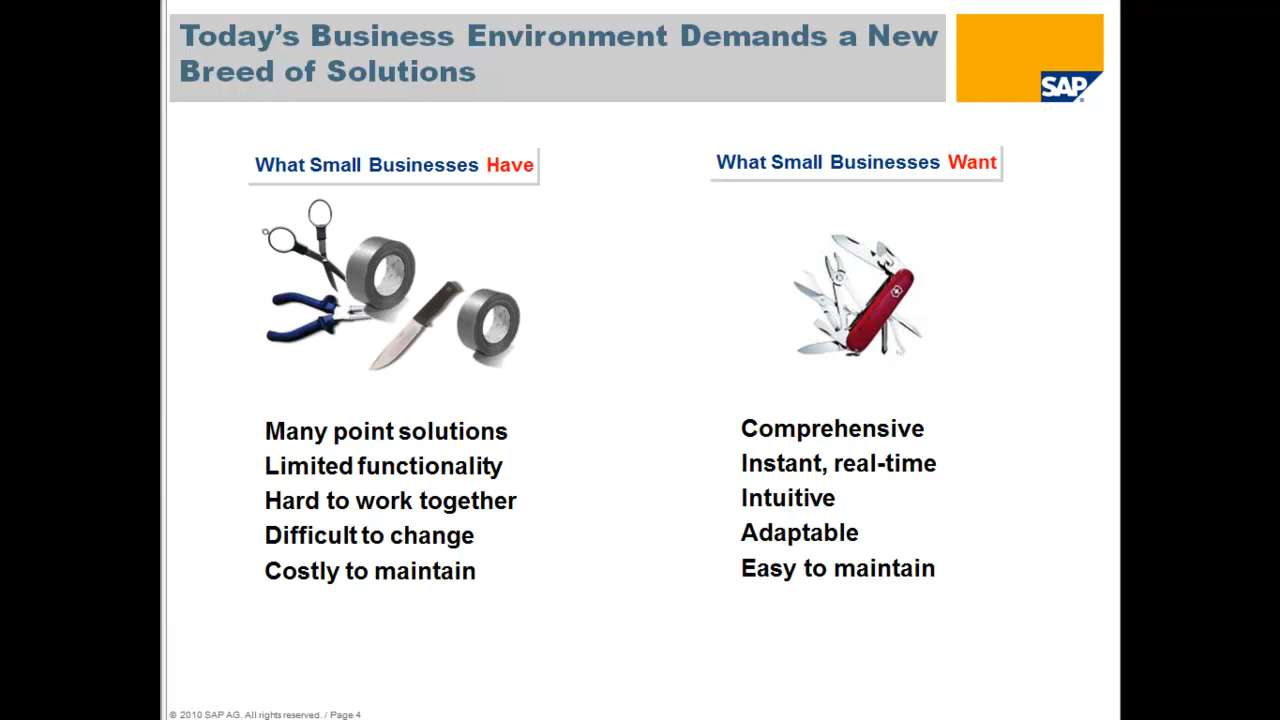 Today's Business Environment Demands a New
Breed of Solutions
SAP
What Small Businesses Have
What Small Businesses Want
Many point solutions
Limited functionality
Hard to work together
Difficult to change
Costly to maintain
Comprehensive
Instant, real-time
Intuitive
Adaptable
Easy to maintain
© 2010 SAP AG. All rights reserved. / Page 4